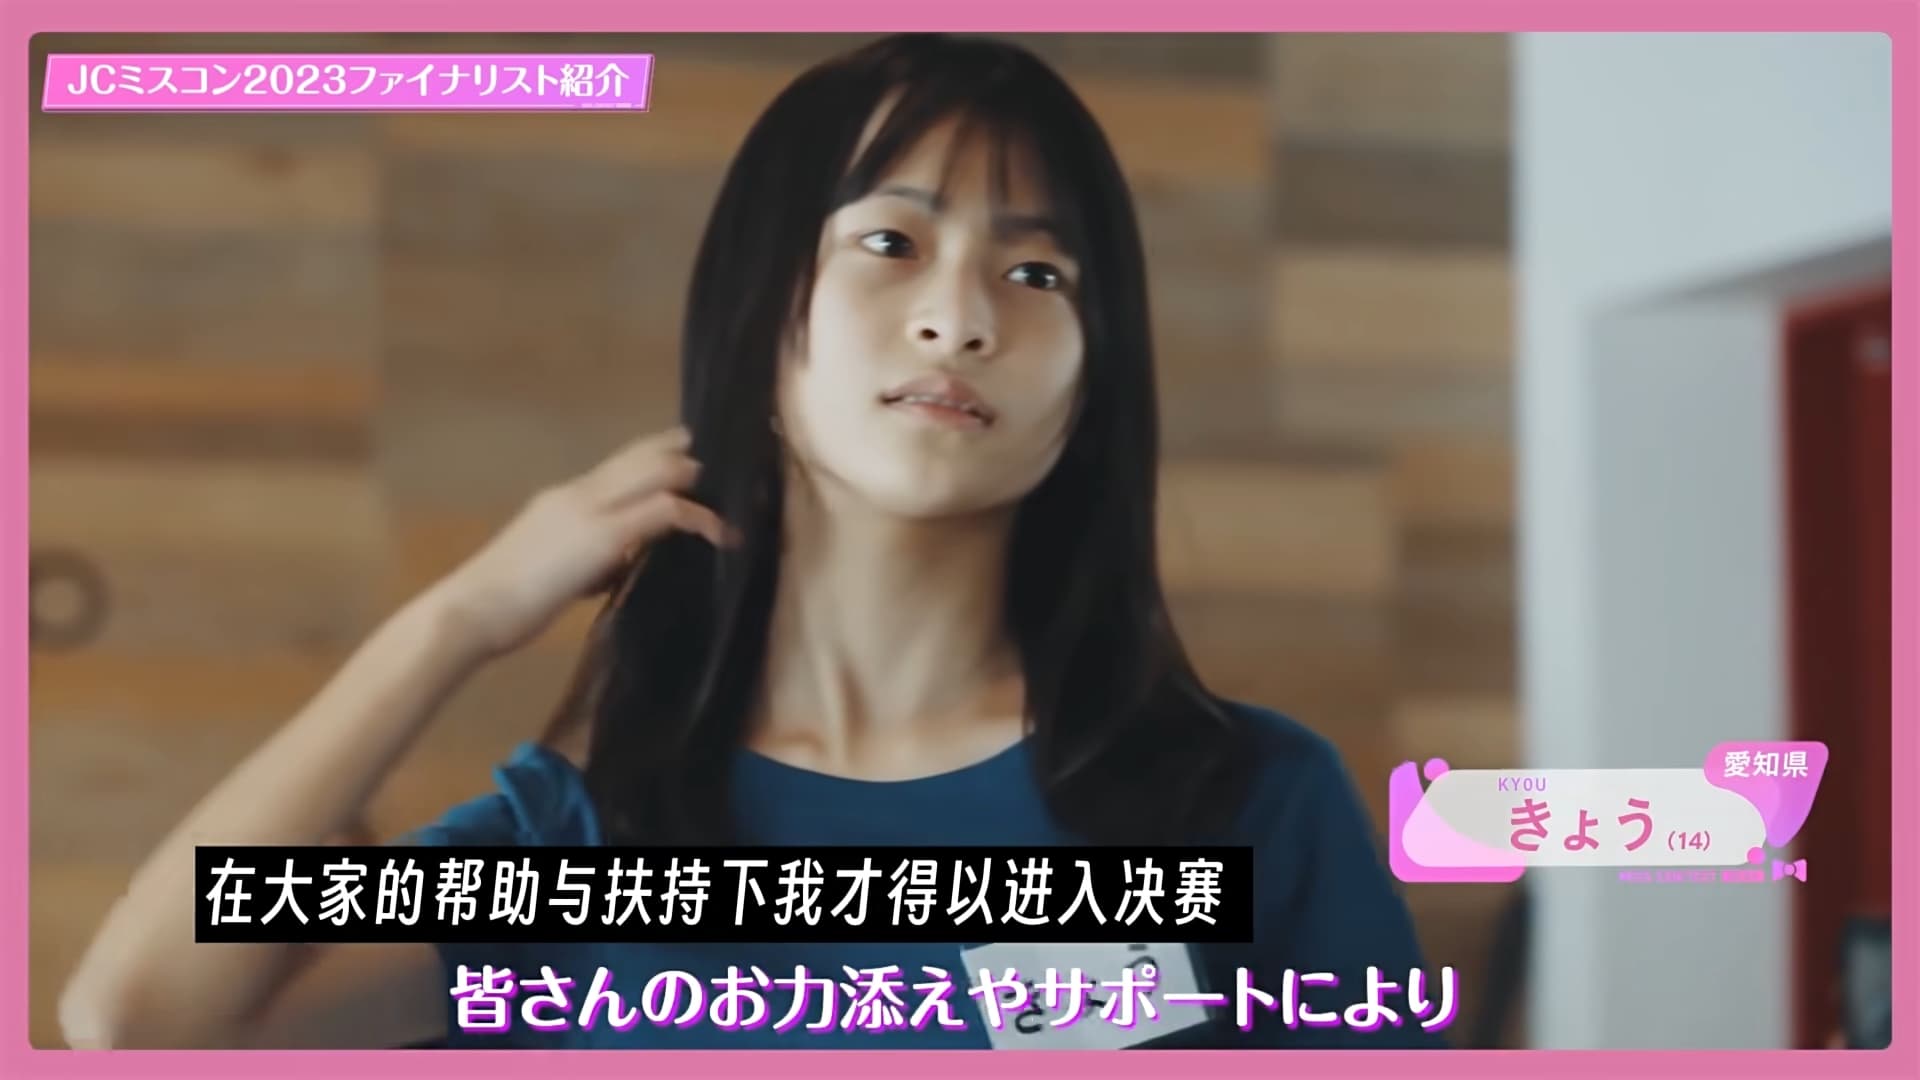 JCミスコン2023ファイナリスト紹介
愛知県
KYOU
きょう(14)
在大家的帮助与扶持下我才得以进入决赛
皆さんのお力添えやサポートにより